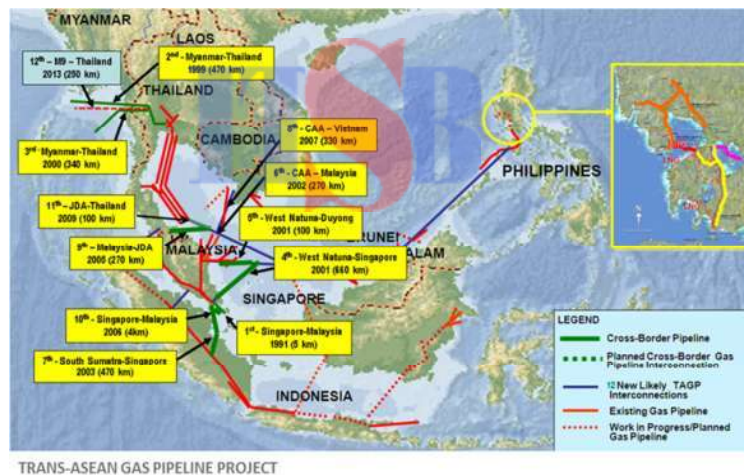 MYANMAR
LAOS
12th - M9 - Thailand
2013 (250 km)
2nd - Myanmar-Thailand
1999 (470 km)
THAILAND
CAMBODIA
8th - CAA - Vietnam
2007 (330 km)
3rd - Myanmar-Thailand
2000 (340 km)
6th - CAA - Malaysia
2002 (270 km)
PHILIPPINES
11th - JDA-Thailand
2009 (100 km)
5th - West Natuna-Duyong
2001 (100 km)
9th - Malaysia-JDA
2005 (270 km)
MALAYSIA
4th - West Natuna-Singapore
2001 (660 km)
SINGAPORE
10th - Singapore-Malaysia
2006 (4km)
1st - Singapore-Malaysia
1991 (5 km)
7th - South Sumatra-Singapore
2003 (470 km)
INDONESIA
LEGEND
Cross-Border Pipeline
Planned Cross-Border Gas
Pipeline Interconnection
12 New Likely TAGP
Interconnections
Existing Gas Pipeline
Work in Progress/Planned
Gas Pipeline
TRANS-ASEAN GAS PIPELINE PROJECT